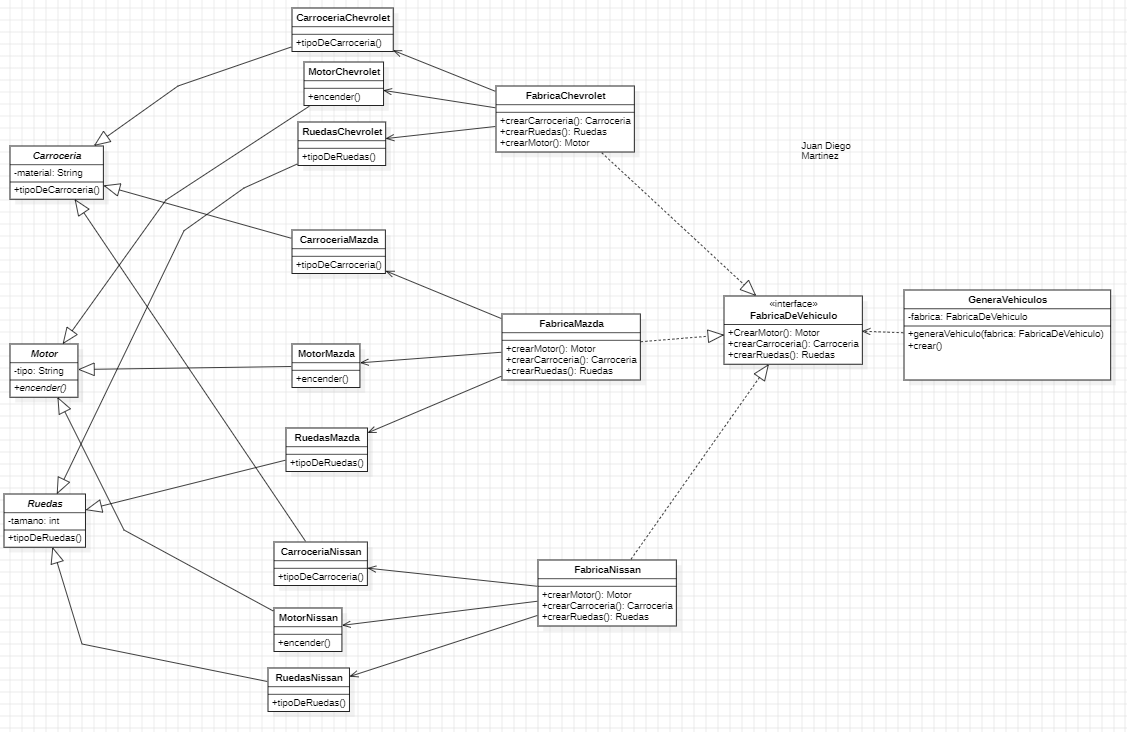 CarroceriaChevrolet
+tipoDeCarroceria()
MotorChevrolet
+encender()
RuedasChevrolet
+tipoDeRuedas()
FabricaChevrolet
+crearCarroceria(): Carroceria
+crearRuedas(): Ruedas
+crearMotor(): Motor
Juan Diego
Martinez
Carroceria
-material: String
+tipoDeCarroceria()
CarroceriaMazda
+tipoDeCarroceria()
FabricaMazda
+crearMotor(): Motor
+crearCarroceria(): Carroceria
+crearRuedas(): Ruedas
«interface»
FabricaDeVehiculo
+CrearMotor(): Motor
+crearCarroceria(): Carroceria
+crearRuedas(): Ruedas
GeneraVehiculos
-fabrica: FabricaDeVehiculo
+generaVehiculo(fabrica: FabricaDeVehiculo)
+crear()
Motor
-tipo: String
+encender()
MotorMazda
+encender()
RuedasMazda
+tipoDeRuedas()
Ruedas
-tamano: int
+tipoDeRuedas()
CarroceriaNissan
+tipoDeCarroceria()
MotorNissan
+encender()
RuedasNissan
+tipoDeRuedas()
FabricaNissan
+crearMotor(): Motor
+crearCarroceria(): Carroceria
+crearRuedas(): Ruedas